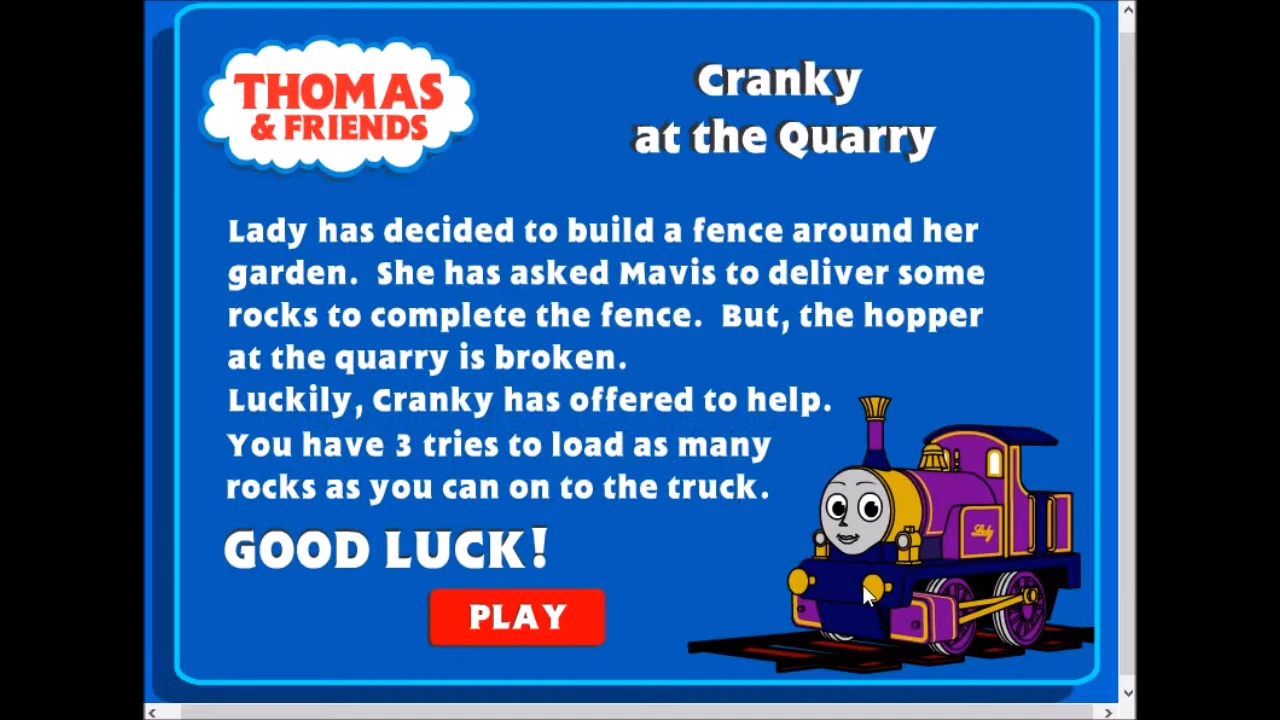 THOMAS
& FRIENDS
Cranky
at the Quarry
Lady has decided to build a fence around her
garden. She has asked Mavis to deliver some
rocks to complete the fence. But, the hopper
at the quarry is broken.
Luckily, Cranky has offered to help.
You have 3 tries to load as many
rocks as you can on to the truck.
GOOD LUCK!
PLAY
Lady